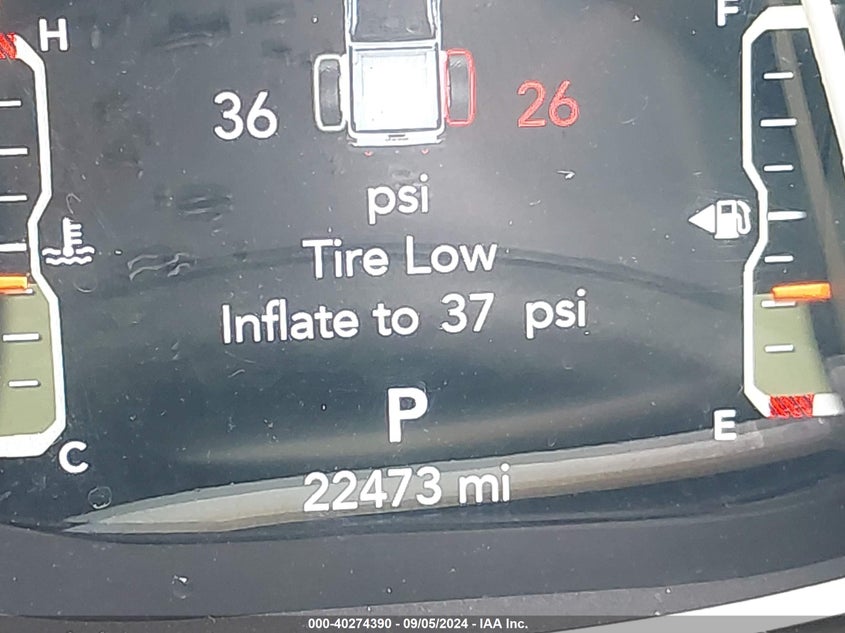 H
F
36
26
psi
Tire Low
Inflate to 37 psi
P
E
C
22473 mi
000-40274390 - 09/05/2024 - IAA Inc.